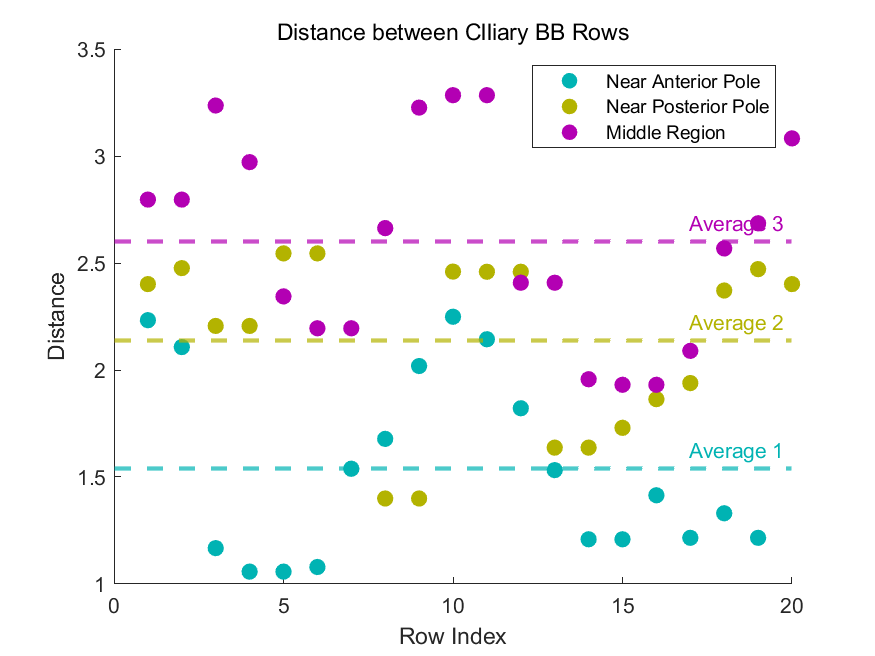 Distance between CIliary BB Rows
3.5
Near Anterior Pole
Near Posterior Pole
Middle Region
3
Average 3
2.5
Average 2
2
Average 1
1.5
1
0
5
10
15
20
Distance
Row Index